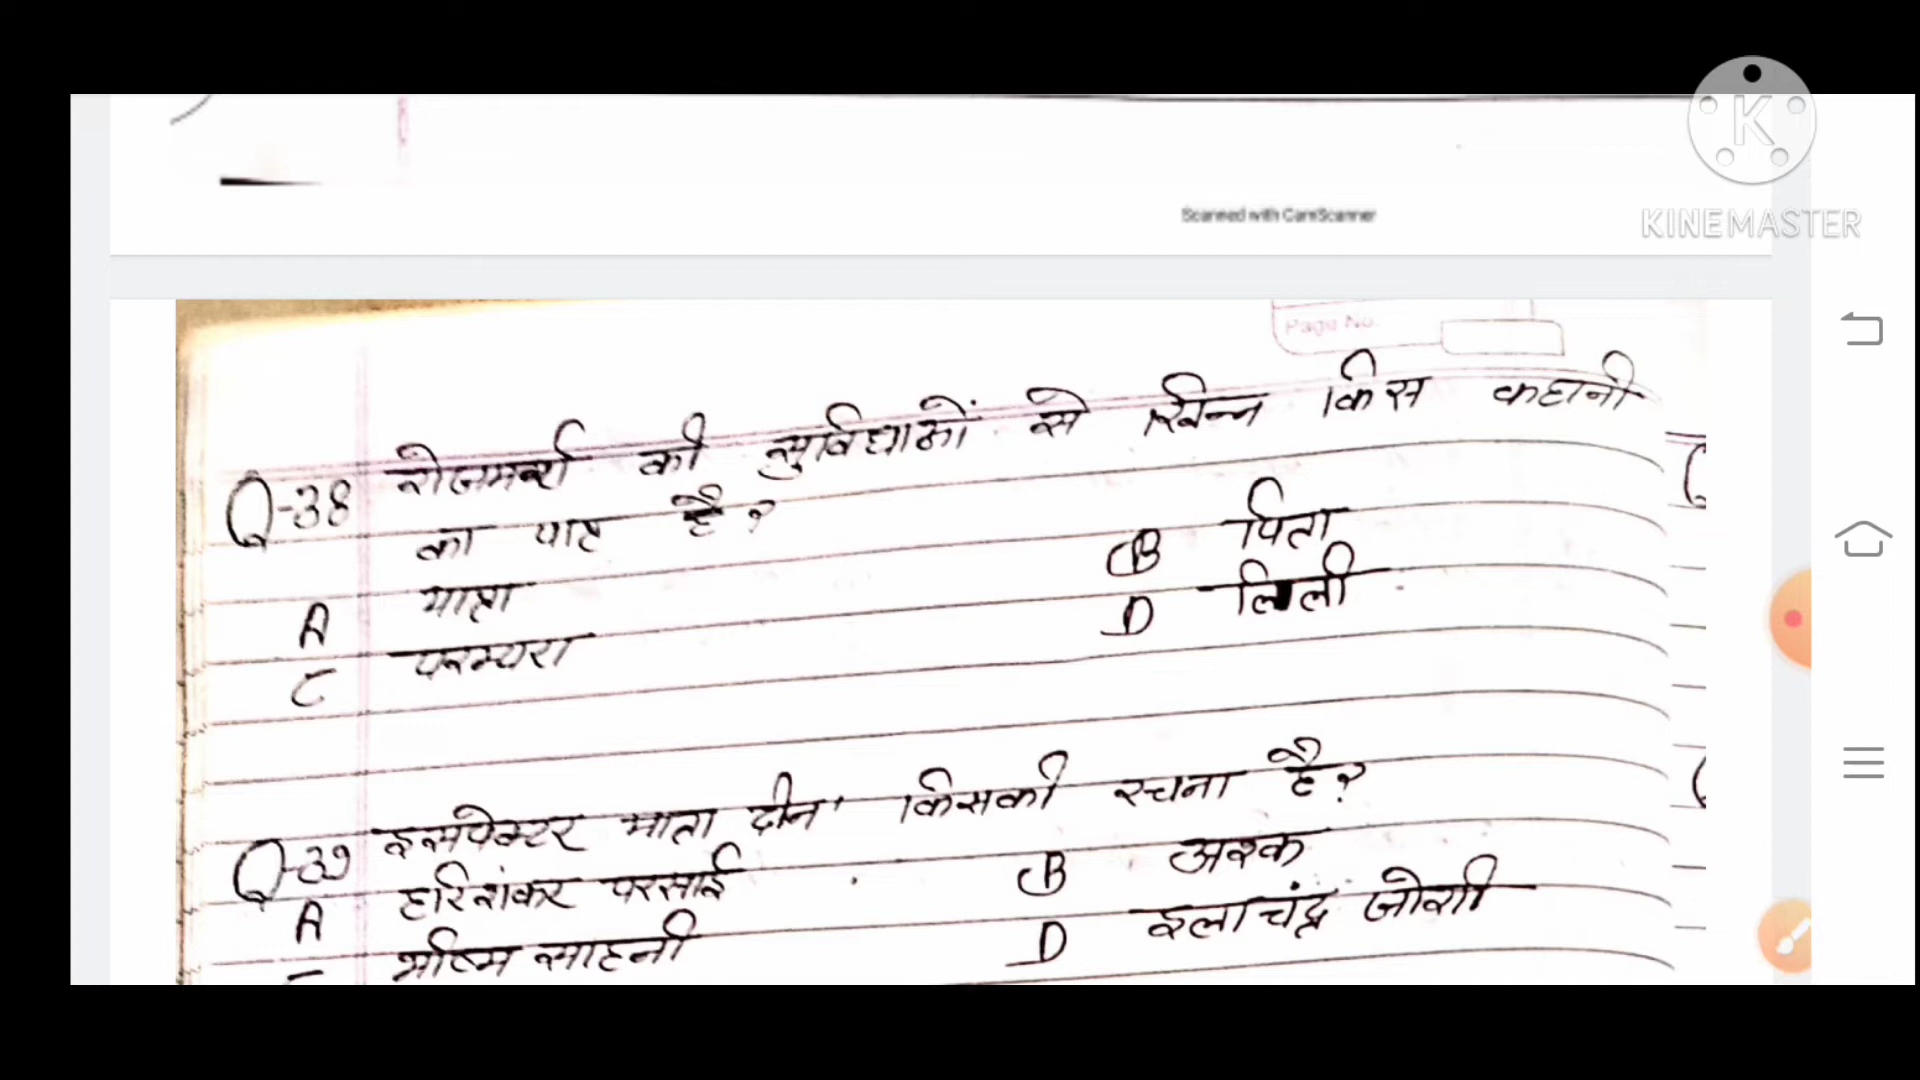 Scanned with CamScanner
KINEMASTER
Page No.
Q-38 रोजमर्रा की सुविधाओं से खिन्न किस कहानी
का पात्र है?
A यात्रा B पिता
C परम्परा D लिली
Q-39 इंस्पेक्टर माता दीन' किसकी रचना है?
A हरिशंकर परसाई B अश्क
भीष्म साहनी D इलाचंद्र जोशी